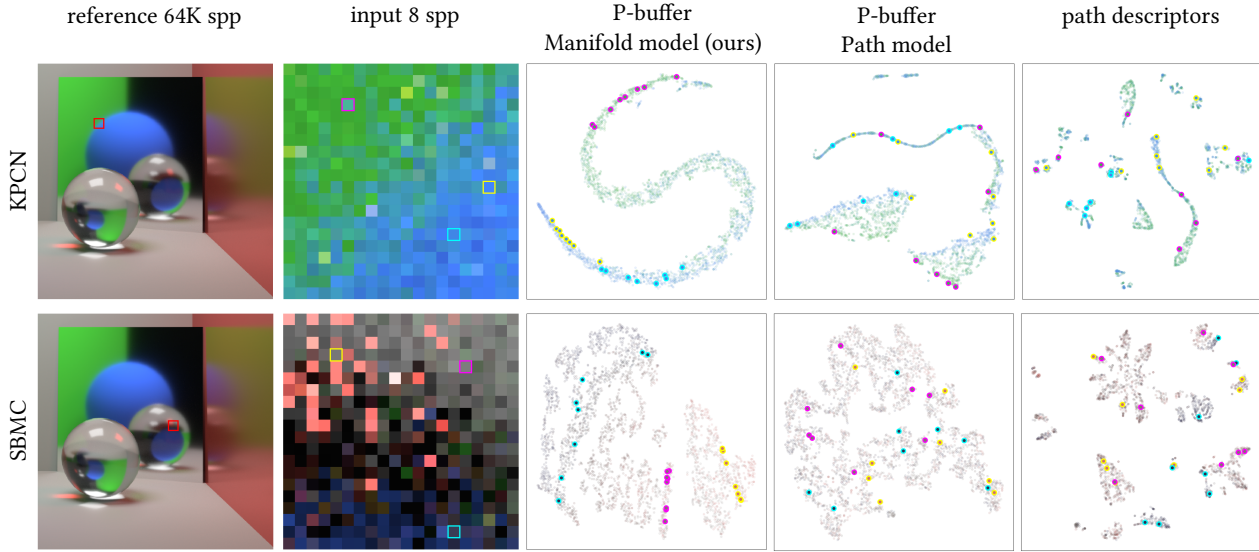 reference 64K spp
input 8 spp
P-buffer
Manifold model (ours)
P-buffer
Path model
path descriptors
KPCN
SBMC